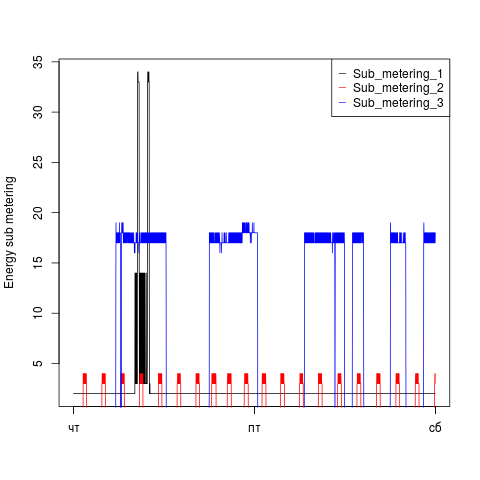 Sub_metering_1
Sub_metering_2
Sub_metering_3
Energy sub metering
35
30
25
20
15
10
5
чт пт сб